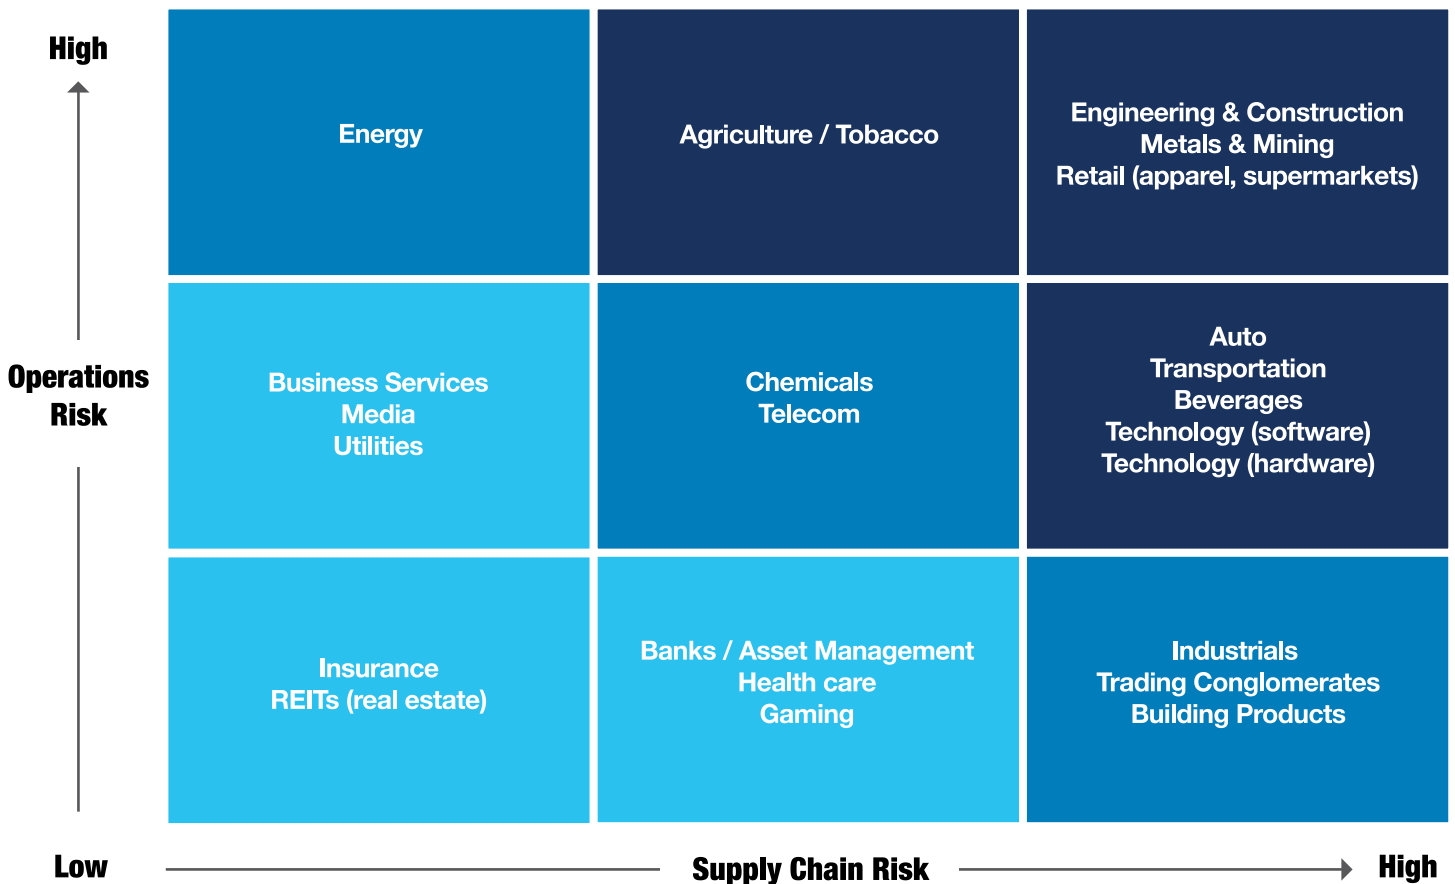 High
Energy
Agriculture / Tobacco
Engineering & Construction
Metals & Mining
Retail (apparel, supermarkets)
Operations
Risk
Business Services
Media
Utilities
Chemicals
Telecom
Auto
Transportation
Beverages
Technology (software)
Technology (hardware)
Insurance
REITs (real estate)
Banks / Asset Management
Health care
Gaming
Industrials
Trading Conglomerates
Building Products
Low
Supply Chain Risk
High